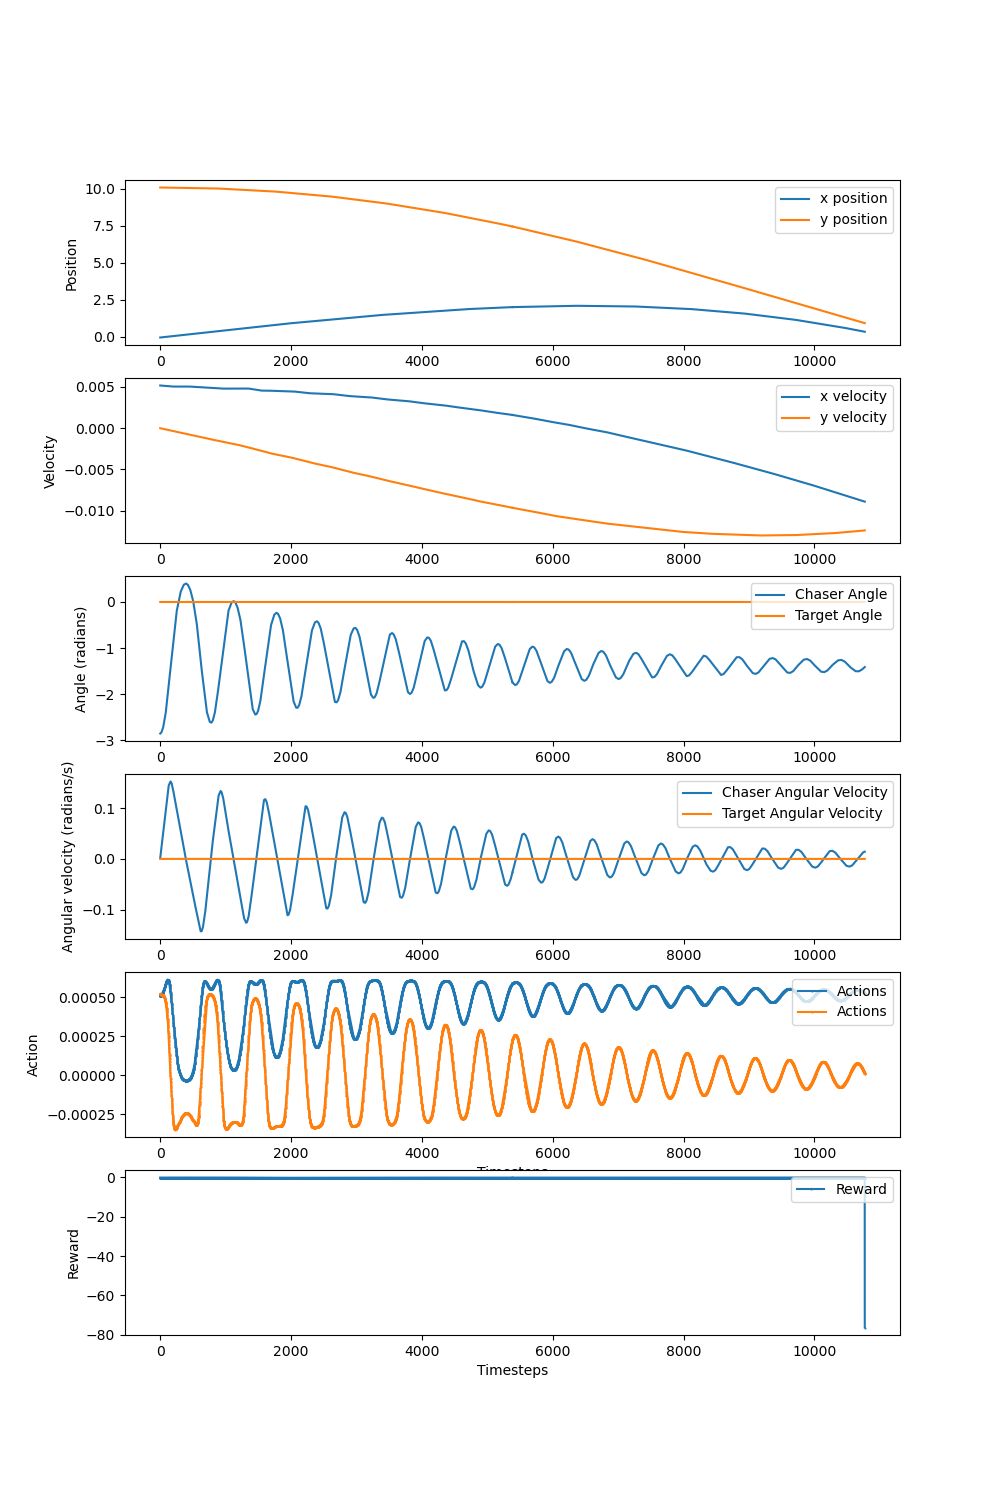 10.0
7.5
5.0
2.5
0.0
Position
x position
y position
0 2000 4000 6000 8000 10000
0.005
0.000
−0.005
−0.010
Velocity
x velocity
y velocity
0 2000 4000 6000 8000 10000
0
−1
−2
−3
Angle (radians)
Chaser Angle
Target Angle
0 2000 4000 6000 8000 10000
0.1
0.0
−0.1
Angular velocity (radians/s)
Chaser Angular Velocity
Target Angular Velocity
0 2000 4000 6000 8000 10000
0.00050
0.00025
0.00000
−0.00025
Action
Actions
Actions
0 2000 4000 6000 8000 10000
Timesteps
0
−20
−40
−60
−80
Reward
Reward
0 2000 4000 6000 8000 10000
Timesteps